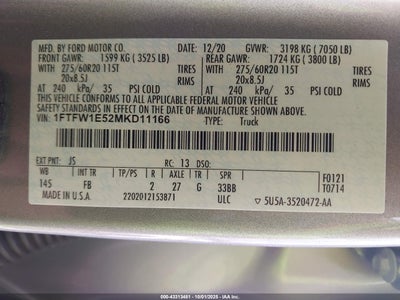 MFD. BY FORD MOTOR CO.
DATE: 12/20 GVWR: 3198 KG (7050 LB)
FRONT GAWR: 1599 KG (3525 LB) REAR GAWR: 1724 KG (3800 LB)
WITH 275/60R20 115T TIRES WITH 275/60R20 115T TIRES
20x8.5J RIMS 20x8.5J RIMS
AT 240 kPa/ 35 PSI COLD AT 240 kPa/ 35 PSI COLD
THIS VEHICLE CONFORMS TO ALL APPLICABLE FEDERAL MOTOR VEHICLE
SAFETY STANDARDS IN EFFECT ON THE DATE OF MANUFACTURE SHOWN ABOVE.
VIN: 1FTFW1E52MKD11166 TYPE: Truck
EXT PNT: JS RC: 13 DSO: F0121
WB BRK INT TR TP/PS R AXLE TR SPR T0714
145 FB 2 27 G 33BB
MADE IN U.S.A. 2202012153871 ULC 5U5A-3520472-AA
000-43313481 - 10/01/2025 - IAA, Inc.